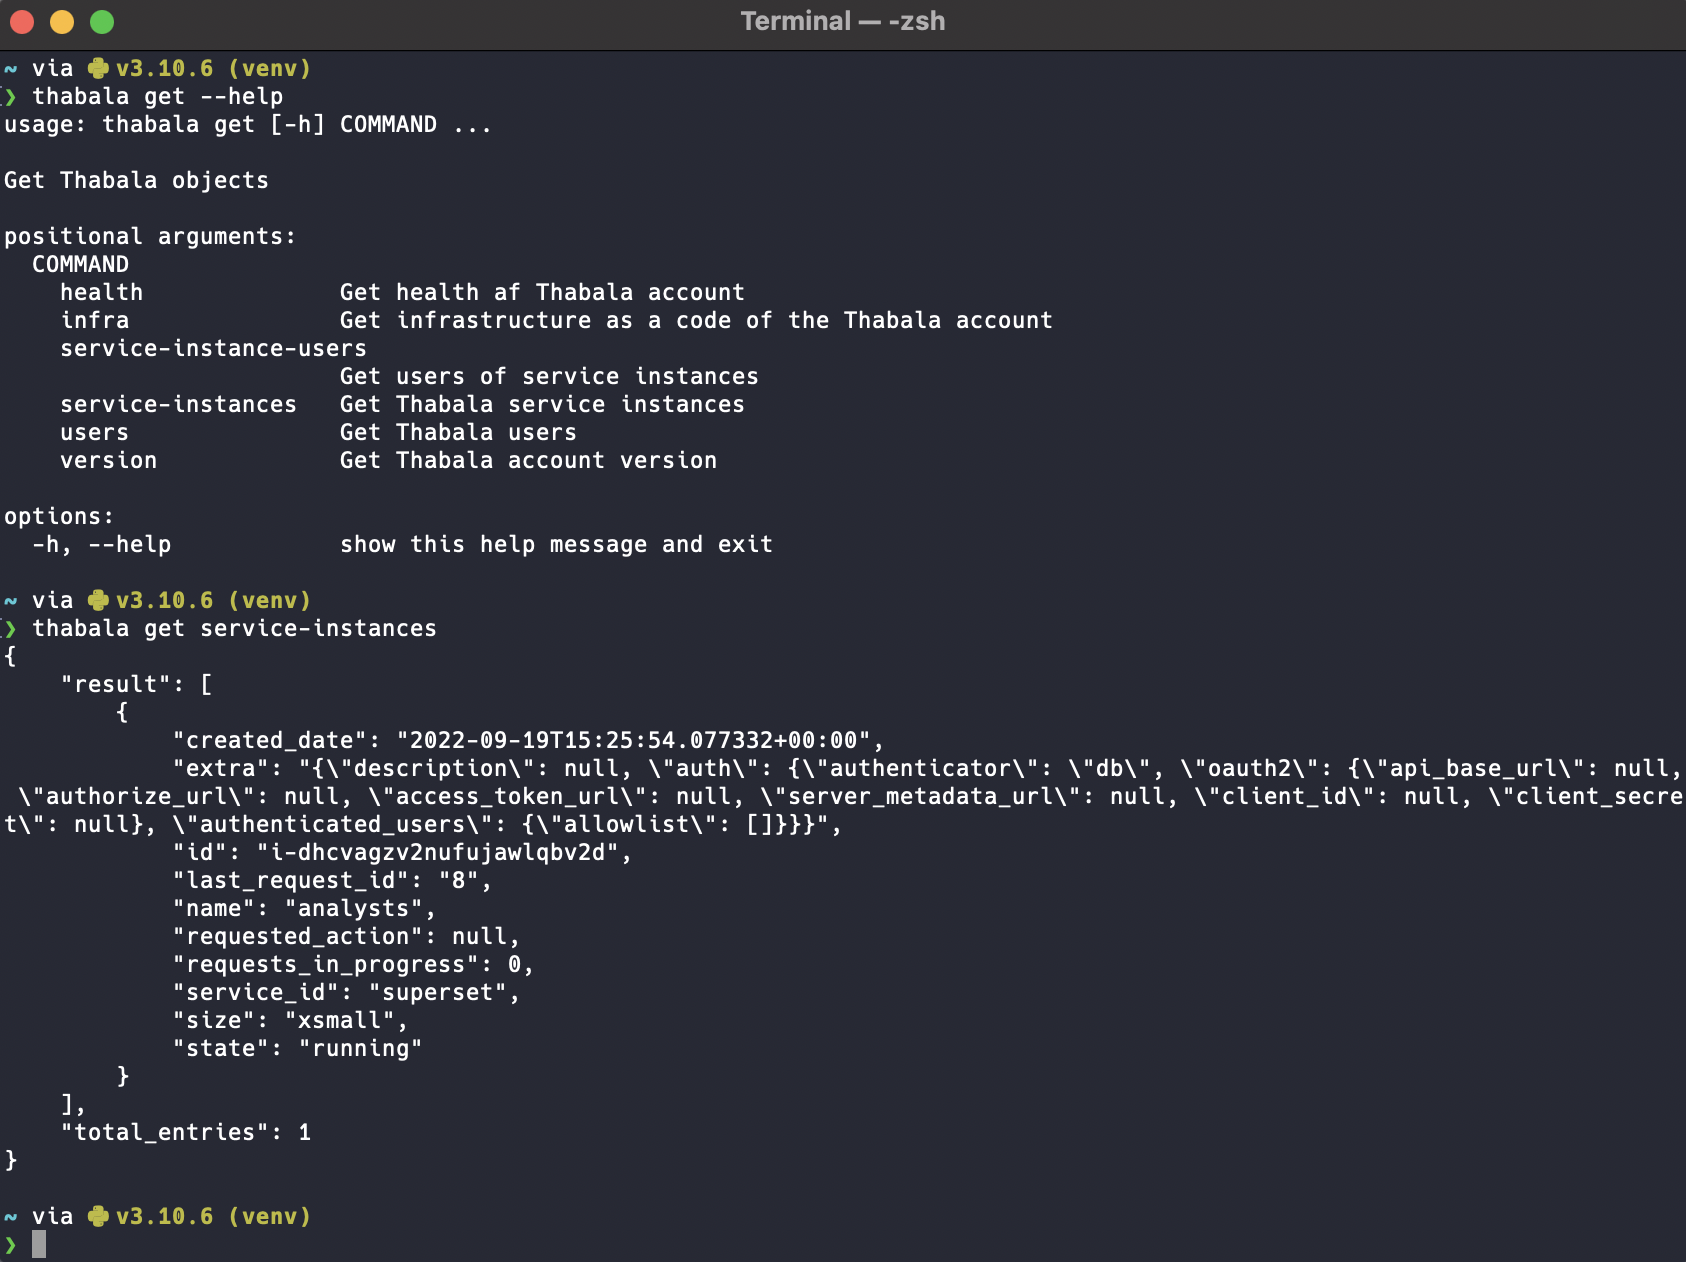 Terminal — -zsh
~ via v3.10.6 (venv)
❯ thabala get --help
usage: thabala get [-h] COMMAND ...
Get Thabala objects
positional arguments:
  COMMAND
    health              Get health af Thabala account
    infra               Get infrastructure as a code of the Thabala account
    service-instance-users
                        Get users of service instances
    service-instances   Get Thabala service instances
    users               Get Thabala users
    version             Get Thabala account version
options:
  -h, --help            show this help message and exit
~ via v3.10.6 (venv)
❯ thabala get service-instances
{
    "result": [
        {
            "created_date": "2022-09-19T15:25:54.077332+00:00",
            "extra": "{\"description\": null, \"auth\": {\"authenticator\": \"db\", \"oauth2\": {\"api_base_url\": null,
 \"authorize_url\": null, \"access_token_url\": null, \"server_metadata_url\": null, \"client_id\": null, \"client_secre
t\": null}, \"authenticated_users\": {\"allowlist\": []}}}",
            "id": "i-dhcvagzv2nufujawlqbv2d",
            "last_request_id": "8",
            "name": "analysts",
            "requested_action": null,
            "requests_in_progress": 0,
            "service_id": "superset",
            "size": "xsmall",
            "state": "running"
        }
    ],
    "total_entries": 1
}
~ via v3.10.6 (venv)
❯